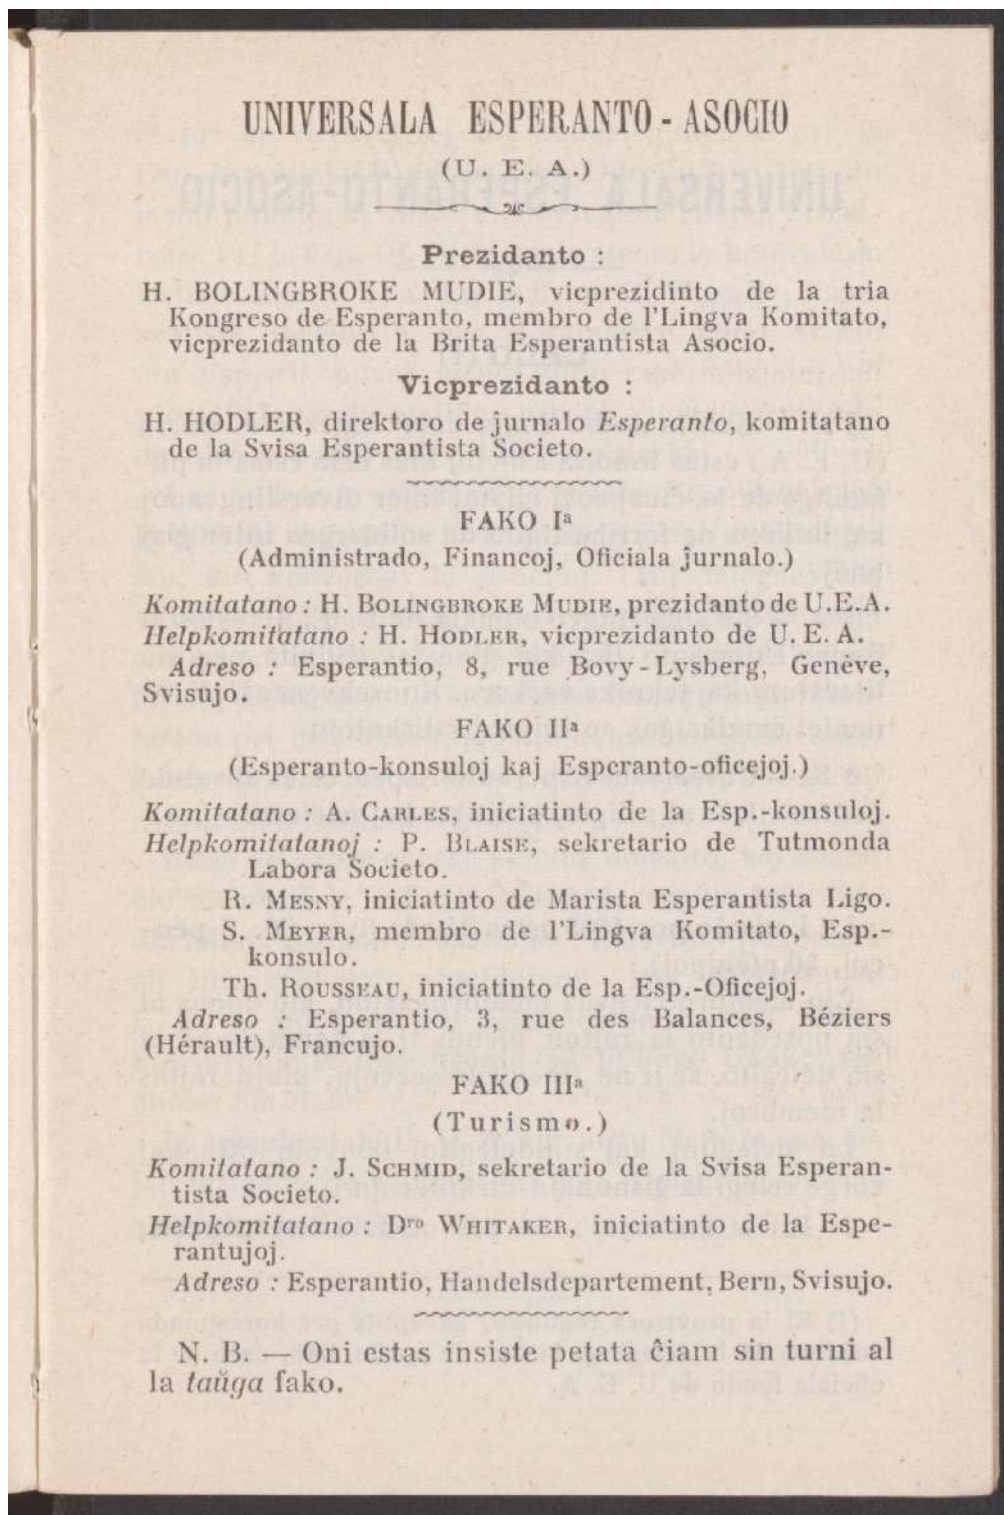 UNIVERSALA ESPERANTO - ASOCIO
(U. E. A.)
Prezidanto :
H. BOLINGBROKE MUDIE, vicprezidinto de la tria
Kongreso de Esperanto, membro de l'Lingva Komitato,
vicprezidanto de la Brita Esperantista Asocio.
Vicprezidanto :
H. HODLER, direktoro de ĵurnalo Esperanto, komitatano
de la Svisa Esperantista Societo.
FAKO Iª
(Administrado, Financoj, Oficiala ĵurnalo.)
Komitatano : H. BOLINGBROKE MUDIE, prezidanto de U.E.A.
Helpkomitatano : H. HODLER, vicprezidanto de U. E. A.
Adreso : Esperantio, 8, rue Bovy-Lysberg, Genève,
Svisujo.
FAKO IIª
(Esperanto-konsuloj kaj Esperanto-oficejoj.)
Komitatano : A. CARLES, iniciatinto de la Esp.-konsuloj.
Helpkomitatanoj : P. BLAISE, sekretario de Tutmonda
Labora Societo.
R. MESNY, iniciatinto de Marista Esperantista Ligo.
S. MEYER, membro de l'Lingva Komitato, Esp.-
konsulo.
Th. ROUSSEAU, iniciatinto de la Esp.-Oficejoj.
Adreso : Esperantio, 3, rue des Balances, Béziers
(Hérault), Francujo.
FAKO IIIª
(Turismo.)
Komitatano : J. SCHMID, sekretario de la Svisa Esperan-
tista Societo.
Helpkomitatano : Dro WHITAKER, iniciatinto de la Espe-
rantujoj.
Adreso : Esperantio, Handelsdepartement, Bern, Svisujo.
N. B. — Oni estas insiste petata ĉiam sin turni al
la taŭga fako.